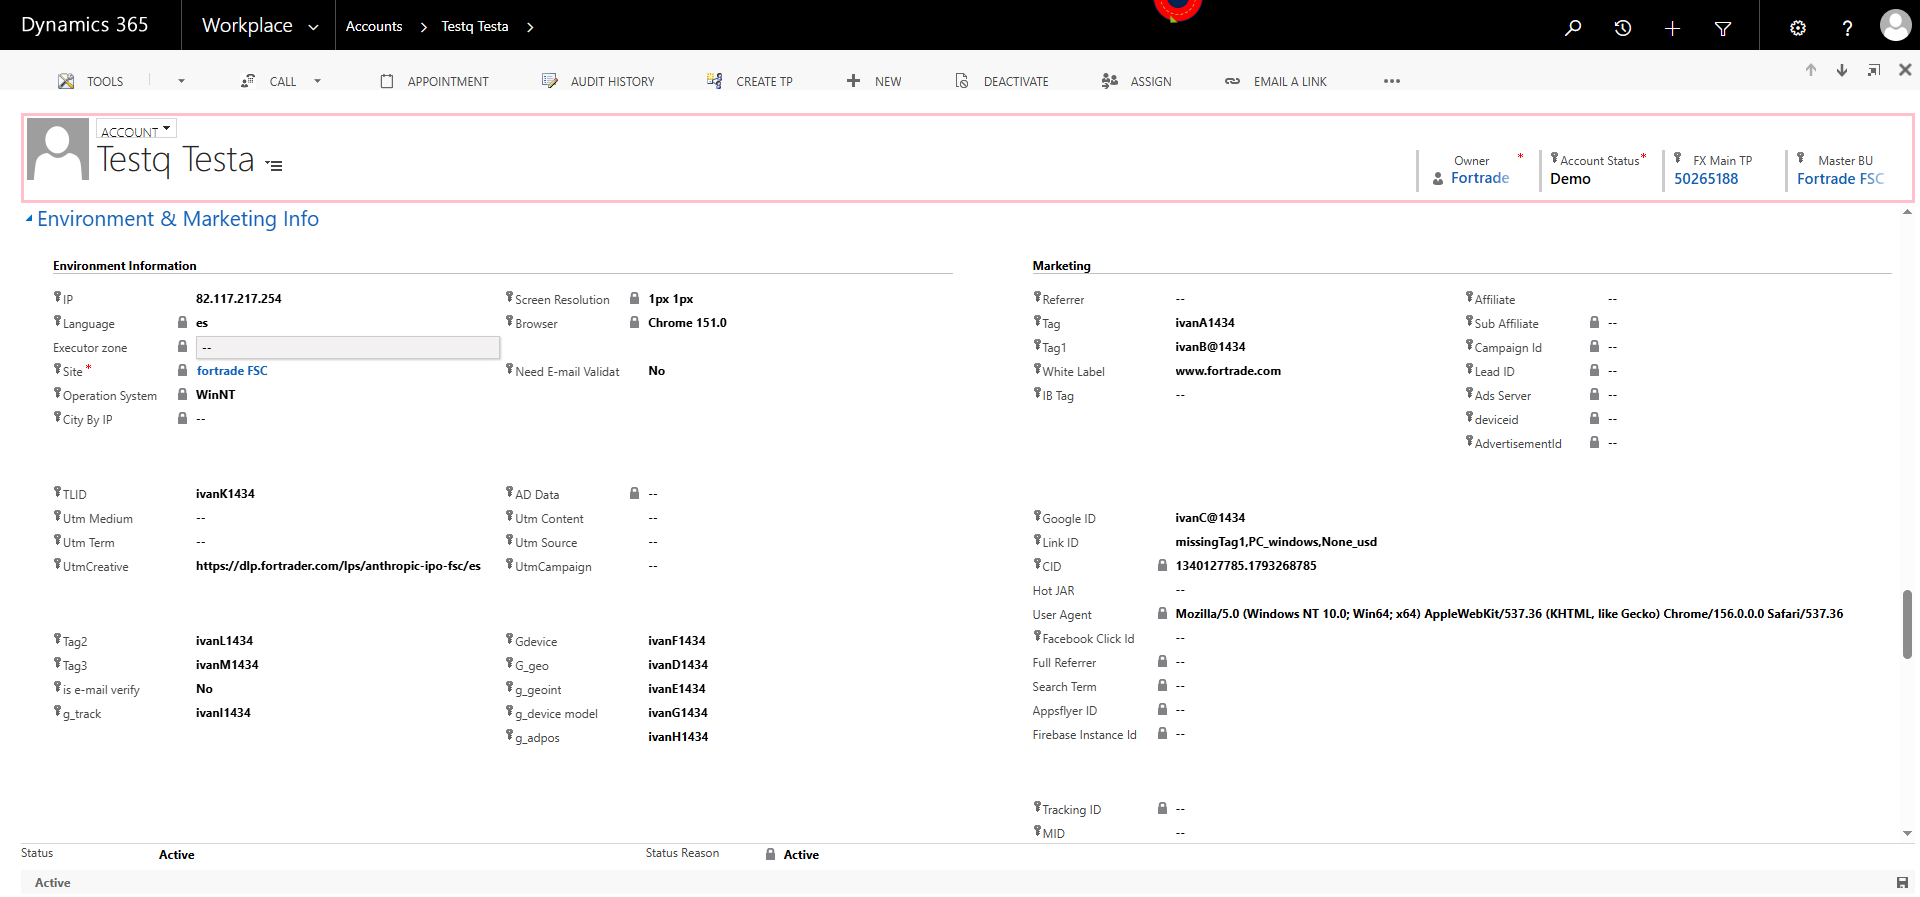 Dynamics 365 Workplace Accounts Testq Testa
TOOLS CALL APPOINTMENT AUDIT HISTORY CREATE TP NEW DEACTIVATE ASSIGN EMAIL A LINK
ACCOUNT
Testq Testa
Owner * Account Status * FX Main TP Master BU
Fortrade Demo 50265188 Fortrade FSC
Environment & Marketing Info
Environment Information Marketing
IP 82.117.217.254 Screen Resolution 1px 1px Referrer -- Affiliate --
Language es Browser Chrome 151.0 Tag ivanA1434 Sub Affiliate --
Executor zone -- Tag1 ivanB@1434 Campaign Id --
Site * fortrade FSC Need E-mail Validat No White Label www.fortrade.com Lead ID --
Operation System WinNT IB Tag -- Ads Server --
City By IP -- deviceid --
AdvertisementId --
TLID ivanK1434 AD Data --
Utm Medium -- Utm Content -- Google ID ivanC@1434
Utm Term -- Utm Source -- Link ID missingTag1,PC_windows,None_usd
UtmCreative https://dlp.fortrader.com/lps/anthropic-ipo-fsc/es UtmCampaign -- CID 1340127785.1793268785
Hot JAR --
User Agent Mozilla/5.0 (Windows NT 10.0; Win64; x64) AppleWebKit/537.36 (KHTML, like Gecko) Chrome/156.0.0.0 Safari/537.36
Tag2 ivanL1434 Gdevice ivanF1434 Facebook Click Id --
Tag3 ivanM1434 G_geo ivanD1434 Full Referrer --
is e-mail verify No g_geoint ivanE1434 Search Term --
g_track ivanI1434 g_device model ivanG1434 Appsflyer ID --
g_adpos ivanH1434 Firebase Instance Id --
Tracking ID --
MID --
Status Active Status Reason Active
Active